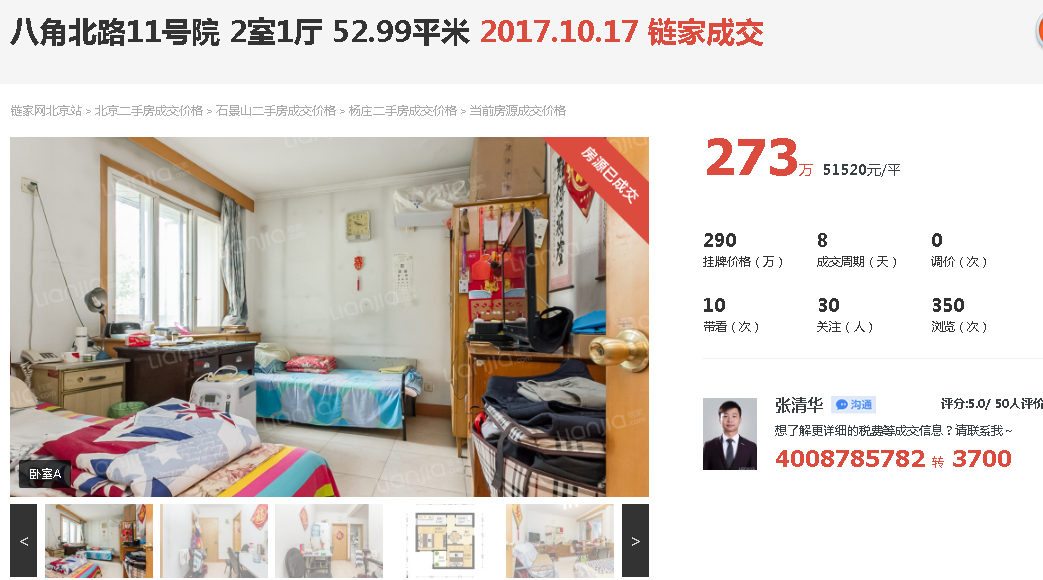 八角北路11号院 2室1厅 52.99平米 2017.10.17 链家成交
链家网北京站 > 北京二手房成交价格 > 石景山二手房成交价格 > 杨庄二手房成交价格 > 当前房源成交价格
房源已成交
lianjia
卧室A
< >
273万 51520元/平
290 8 0
挂牌价格（万） 成交周期（天） 调价（次）
10 30 350
带看（次） 关注（人） 浏览（次）
张清华 沟通 评分:5.0/ 50人评价
想了解更详细的税费等成交信息？请联系我~
4008785782 转 3700